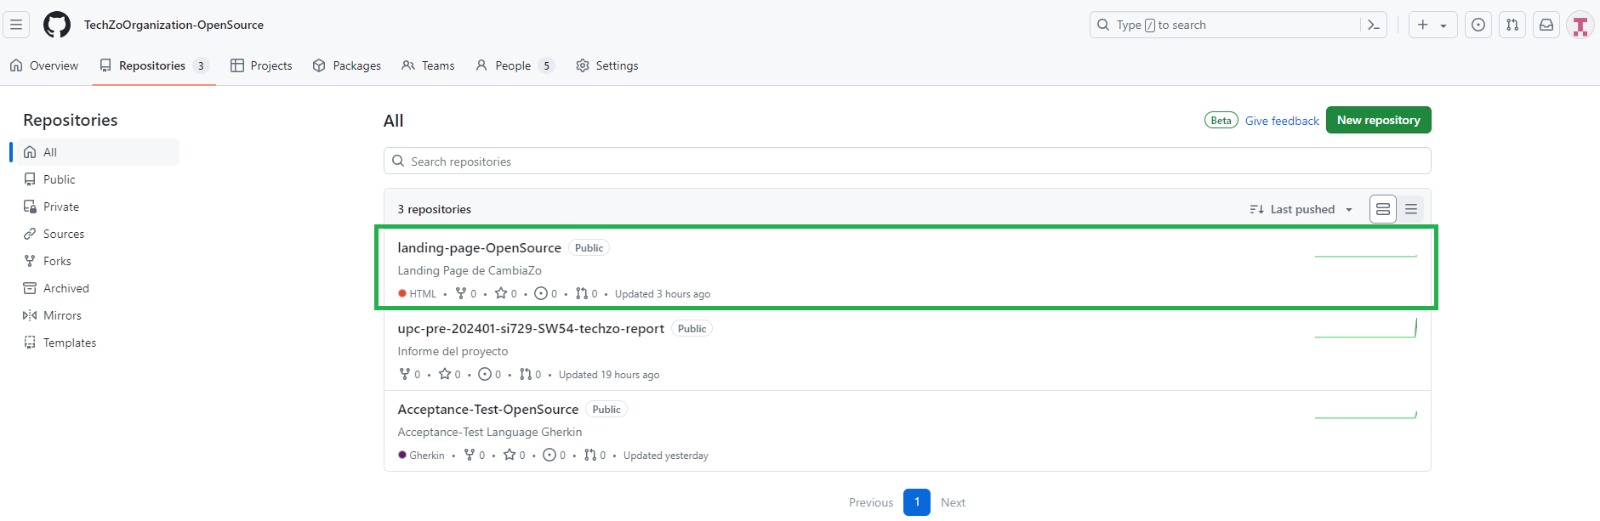 TechZoOrganization-OpenSource
Type / to search
Overview Repositories 3 Projects Packages Teams People 5 Settings
Repositories
All
Public
Private
Sources
Forks
Archived
Mirrors
Templates
All
Beta Give feedback New repository
Search repositories
3 repositories Last pushed
landing-page-OpenSource Public
Landing Page de CambiaZo
HTML • 0 • 0 • 0 • 0 • Updated 3 hours ago
upc-pre-202401-si729-SW54-techzo-report Public
Informe del proyecto
0 • 0 • 0 • 0 • Updated 19 hours ago
Acceptance-Test-OpenSource Public
Acceptance-Test Language Gherkin
Gherkin • 0 • 0 • 0 • 0 • Updated yesterday
Previous 1 Next